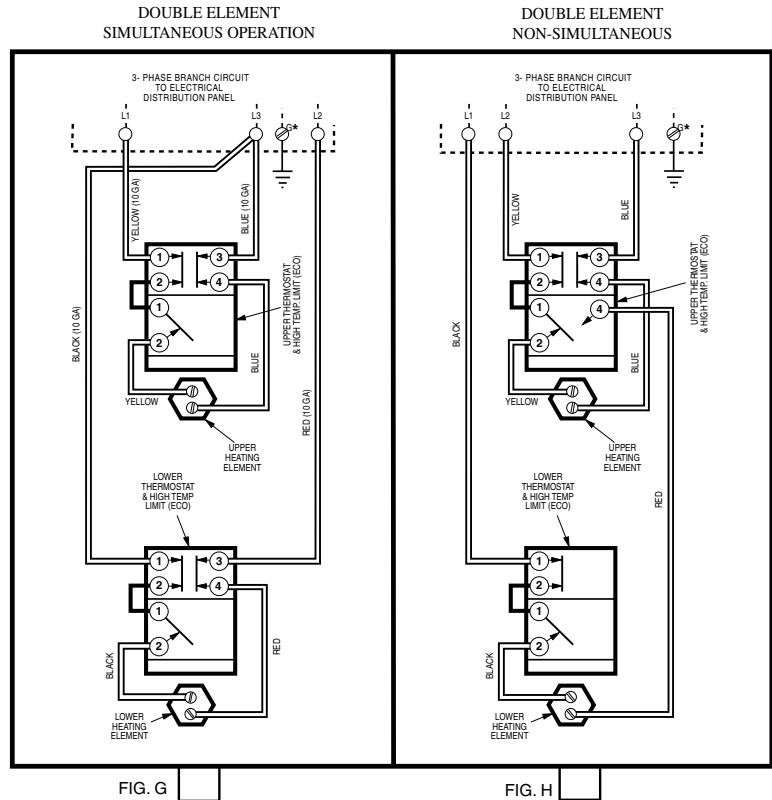 DOUBLE ELEMENT
SIMULTANEOUS OPERATION
3- PHASE BRANCH CIRCUIT
TO ELECTRICAL
DISTRIBUTION PANEL
L1
L3
G*
L2
YELLOW (10 GA)
BLUE (10 GA)
BLACK (10 GA)
1
3
2
4
1
2
UPPER THERMOSTAT
& HIGH TEMP. LIMIT (ECO)
BLUE
RED (10 GA)
YELLOW
UPPER
HEATING
ELEMENT
LOWER
THERMOSTAT
& HIGH TEMP
LIMIT (ECO)
1
3
2
4
1
2
BLACK
RED
LOWER
HEATING
ELEMENT
FIG. G
DOUBLE ELEMENT
NON-SIMULTANEOUS
3- PHASE BRANCH CIRCUIT
TO ELECTRICAL
DISTRIBUTION PANEL
L1
L2
L3
G*
YELLOW
BLUE
BLACK
1
3
2
4
1
4
2
UPPER THERMOSTAT
& HIGH TEMP. LIMIT (ECO)
BLUE
YELLOW
UPPER
HEATING
ELEMENT
RED
LOWER
THERMOSTAT
& HIGH TEMP
LIMIT (ECO)
1
2
1
2
BLACK
LOWER
HEATING
ELEMENT
FIG. H